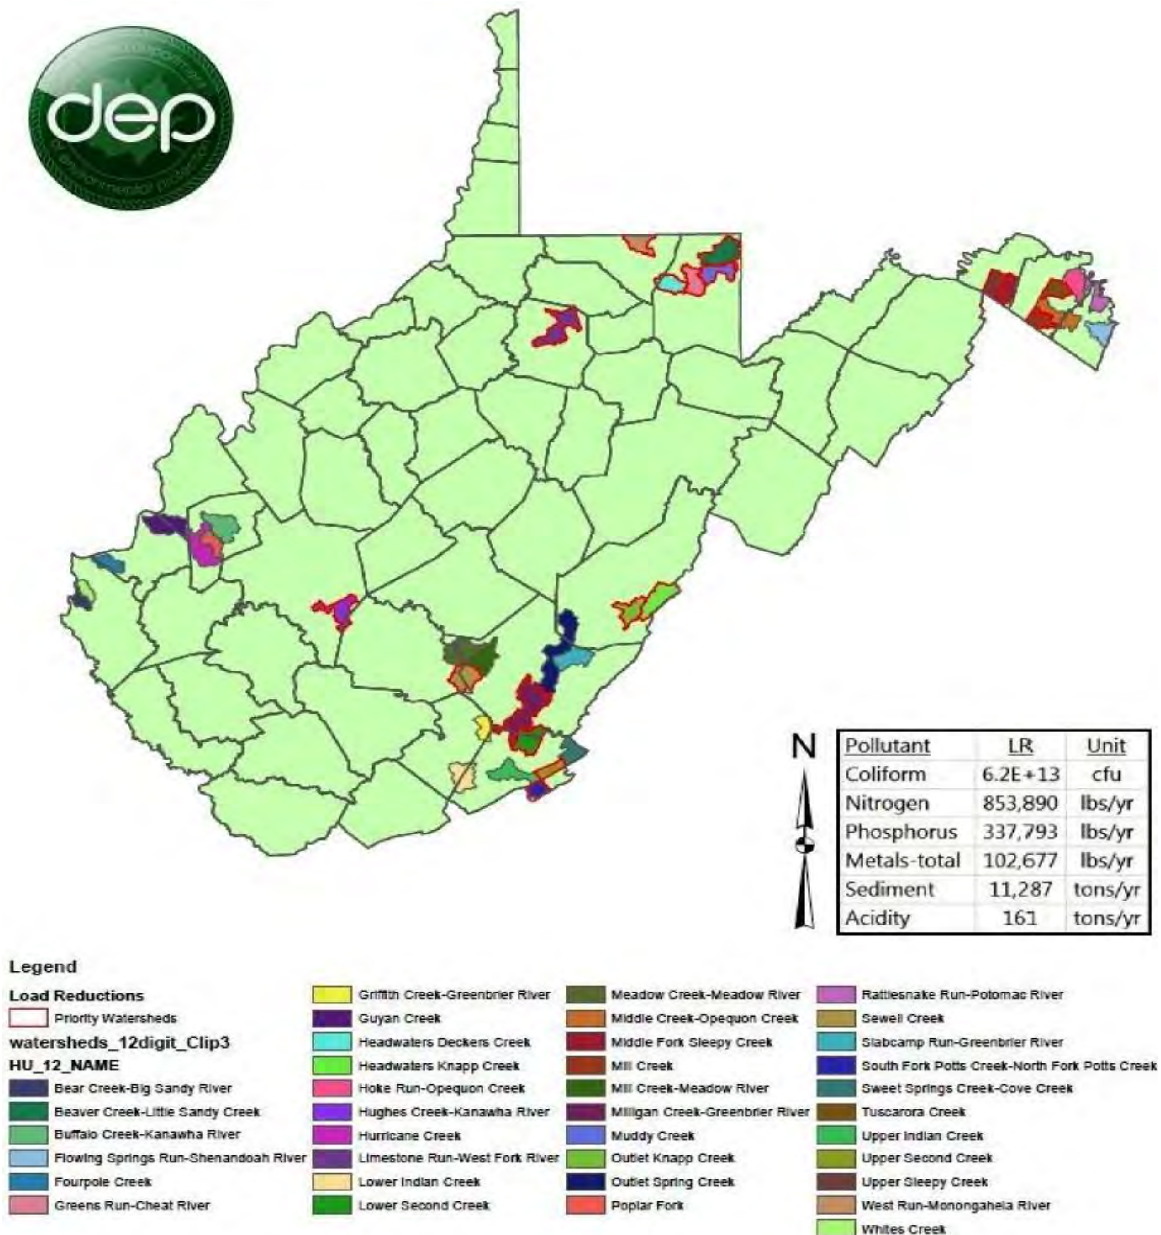 dep
of environmental protection
N
Pollutant LR Unit
Coliform 6.2E+13 cfu
Nitrogen 853,890 lbs/yr
Phosphorus 337,793 lbs/yr
Metals-total 102,677 lbs/yr
Sediment 11,287 tons/yr
Acidity 161 tons/yr
Legend
Load Reductions
Priority Watersheds
watersheds_12digit_Clip3
HU_12_NAME
Bear Creek-Big Sandy River
Beaver Creek-Little Sandy Creek
Buffalo Creek-Kanawha River
Flowing Springs Run-Shenandoah River
Fourpole Creek
Greens Run-Cheat River
Griffith Creek-Greenbrier River
Guyan Creek
Headwaters Deckers Creek
Headwaters Knapp Creek
Hoke Run-Opequon Creek
Hughes Creek-Kanawha River
Hurricane Creek
Limestone Run-West Fork River
Lower Indian Creek
Lower Second Creek
Meadow Creek-Meadow River
Middle Creek-Opequon Creek
Middle Fork Sleepy Creek
Mill Creek
Mill Creek-Meadow River
Milligan Creek-Greenbrier River
Muddy Creek
Outlet Knapp Creek
Outlet Spring Creek
Poplar Fork
Rattlesnake Run-Potomac River
Sewell Creek
Slabcamp Run-Greenbrier River
South Fork Potts Creek-North Fork Potts Creek
Sweet Springs Creek-Cove Creek
Tuscarora Creek
Upper Indian Creek
Upper Second Creek
Upper Sleepy Creek
West Run-Monongahela River
Whites Creek